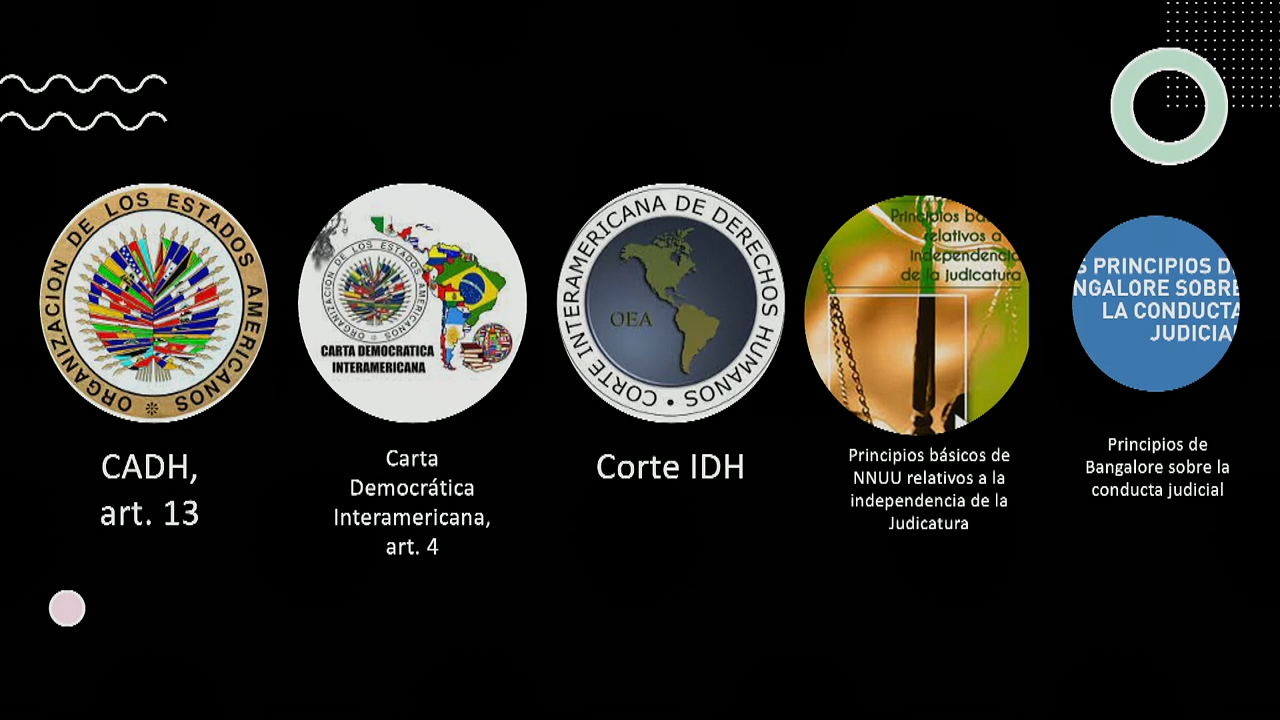 ORGANIZACION DE LOS ESTADOS AMERICANOS
CADH,
art. 13
ORGANIZACION DE LOS ESTADOS AMERICANOS
CARTA DEMOCRATICA
INTERAMERICANA
Carta
Democrática
Interamericana,
art. 4
CORTE INTERAMERICANA DE DERECHOS HUMANOS •
OEA
Corte IDH
Principios ba
relativos a
independencia
de la judicatura
Principios básicos de
NNUU relativos a la
independencia de la
Judicatura
S PRINCIPIOS D
NGALORE SOBRE
LA CONDUCTA
JUDICIAL
Principios de
Bangalore sobre la
conducta judicial